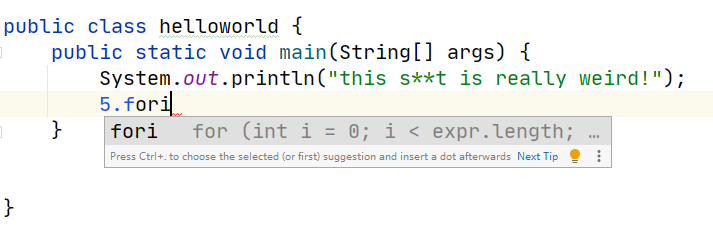 public class helloworld {
public static void main(String[] args) {
System.out.println("this s**t is really weird!");
5.fori
}
fori for (int i = 0; i < expr.length; …
Press Ctrl+. to choose the selected (or first) suggestion and insert a dot afterwards Next Tip
}